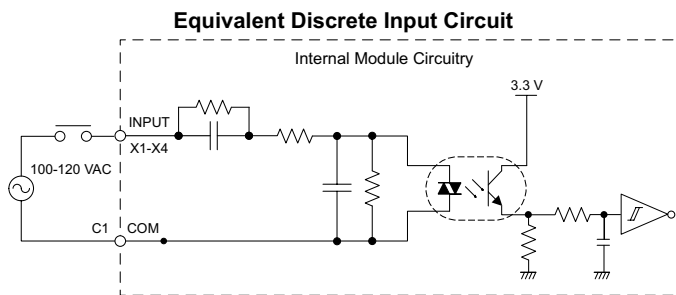 Equivalent Discrete Input Circuit
Internal Module Circuitry
3.3 V
INPUT
X1-X4
100-120 VAC
C1
COM